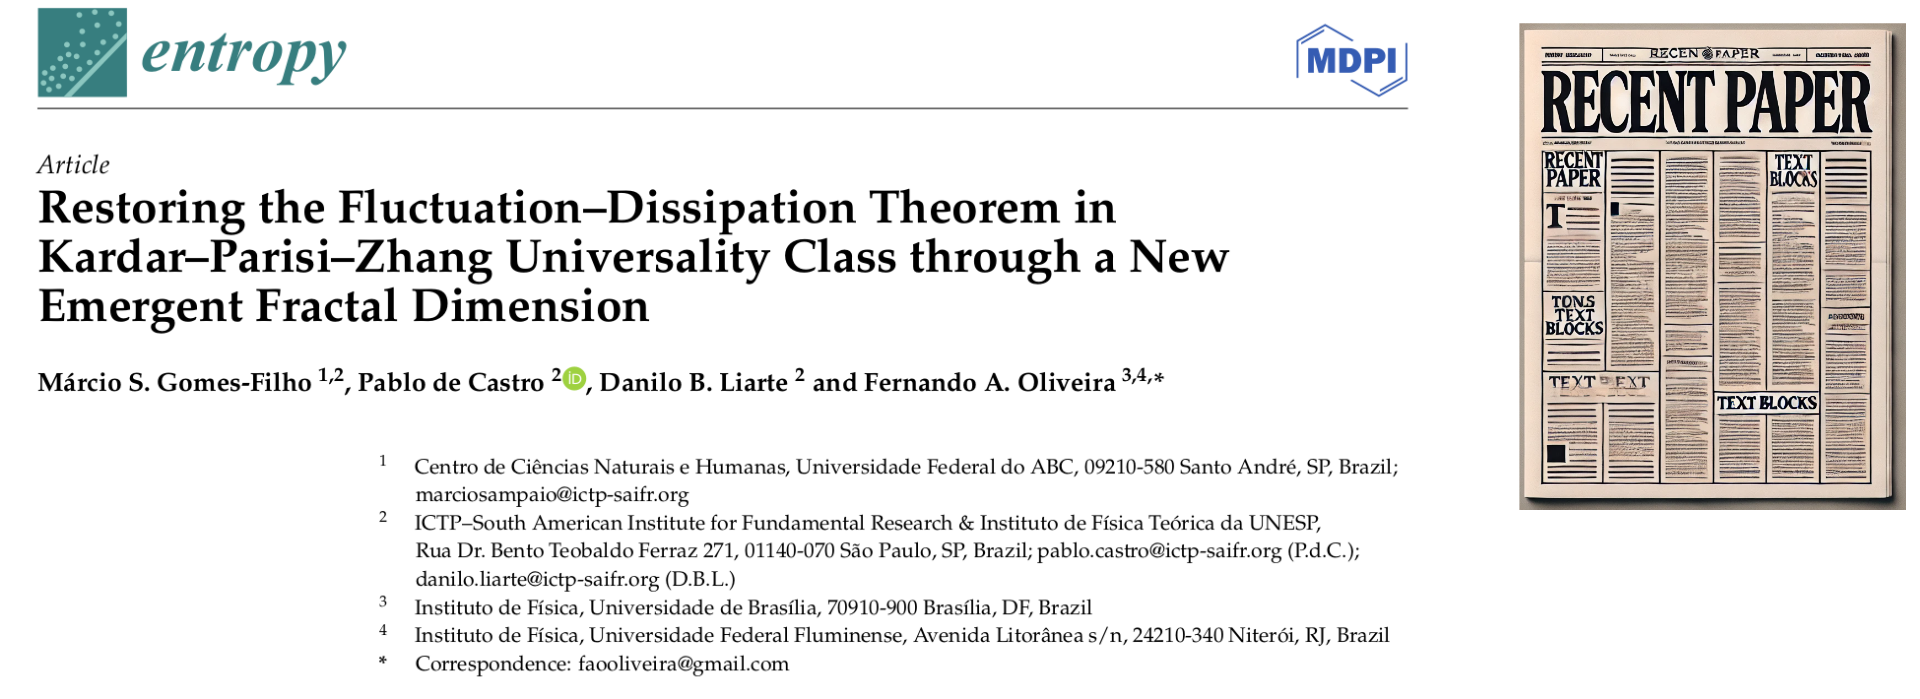 entropy
MDPI
Article
Restoring the Fluctuation–Dissipation Theorem in
Kardar–Parisi–Zhang Universality Class through a New
Emergent Fractal Dimension
Márcio S. Gomes-Filho 1,2, Pablo de Castro 2 iD, Danilo B. Liarte 2 and Fernando A. Oliveira 3,4,*
1 Centro de Ciências Naturais e Humanas, Universidade Federal do ABC, 09210-580 Santo André, SP, Brazil;
marciosampaio@ictp-saifr.org
2 ICTP–South American Institute for Fundamental Research & Instituto de Física Teórica da UNESP,
Rua Dr. Bento Teobaldo Ferraz 271, 01140-070 São Paulo, SP, Brazil; pablo.castro@ictp-saifr.org (P.d.C.);
danilo.liarte@ictp-saifr.org (D.B.L.)
3 Instituto de Física, Universidade de Brasília, 70910-900 Brasília, DF, Brazil
4 Instituto de Física, Universidade Federal Fluminense, Avenida Litorânea s/n, 24210-340 Niterói, RJ, Brazil
* Correspondence: faooliveira@gmail.com
RECEN PAPER
RECENT PAPER
RECENT
PAPER
T
TONS
TEXT
BLOCKS
TEXT
TEXT
BLOCKS
TEXT BLOCKS